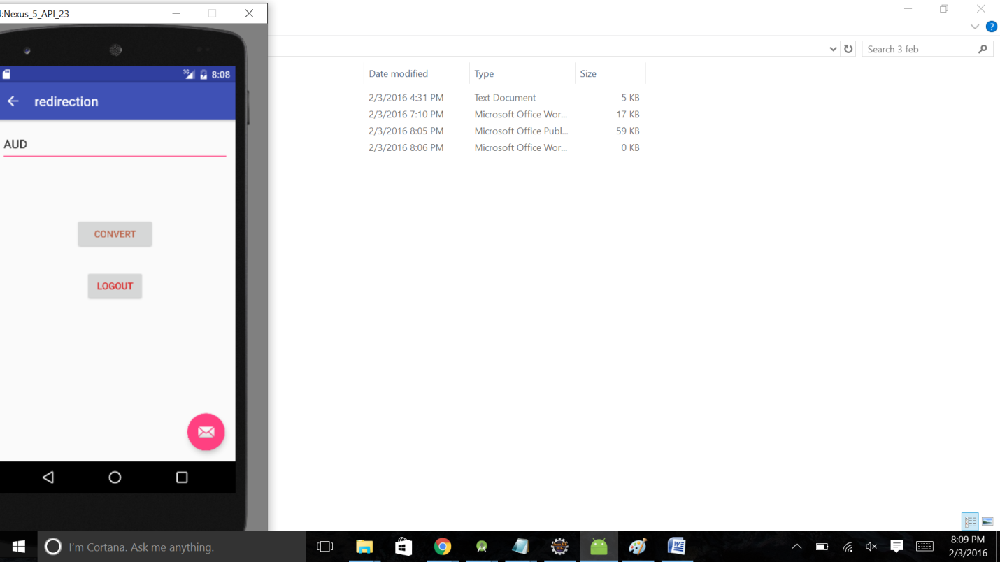 4:Nexus_5_API_23
3G 8:08
redirection
AUD
CONVERT
LOGOUT
?
Search 3 feb
Date modified Type Size
2/3/2016 4:31 PM Text Document 5 KB
2/3/2016 7:10 PM Microsoft Office Wor... 17 KB
2/3/2016 8:05 PM Microsoft Office Publ... 59 KB
2/3/2016 8:06 PM Microsoft Office Wor... 0 KB
I'm Cortana. Ask me anything.
8:09 PM
2/3/2016